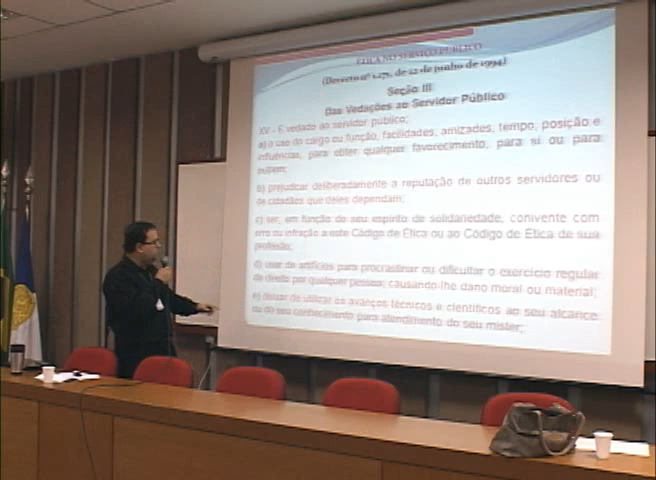 ÉTICA NO SERVIÇO PÚBLICO
(Decreto nº 1.171, de 22 de junho de 1994)
Seção III
Das Vedações ao Servidor Público
XV - E vedado ao servidor público;
a) o uso do cargo ou função, facilidades, amizades, tempo, posição e
influências, para obter qualquer favorecimento, para si ou para
outrem;
b) prejudicar deliberadamente a reputação de outros servidores ou
de cidadãos que deles dependam;
c) ser, em função de seu espírito de solidariedade, conivente com
erro ou infração a este Código de Ética ou ao Código de Ética de sua
profissão;
d) usar de artifícios para procrastinar ou dificultar o exercício regular
de direito por qualquer pessoa, causando-lhe dano moral ou material;
e) deixar de utilizar os avanços técnicos e científicos ao seu alcance
ou do seu conhecimento para atendimento do seu mister;